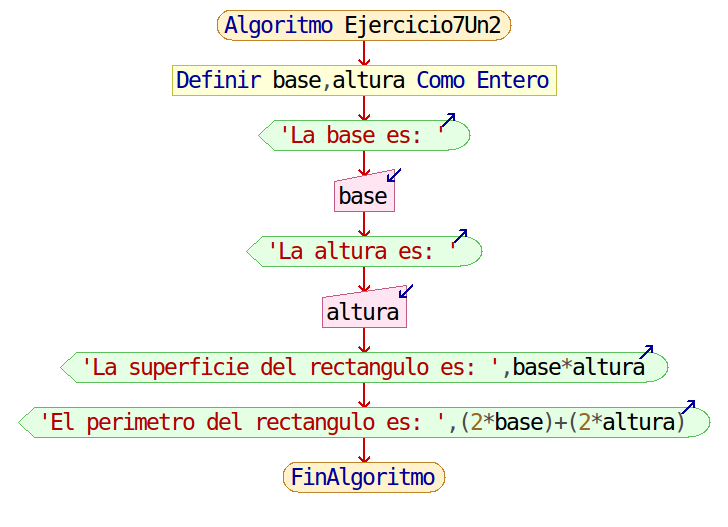 Algoritmo Ejercicio7Un2
Definir base,altura Como Entero
'La base es: '
base
'La altura es: '
altura
'La superficie del rectangulo es: ',base*altura
'El perimetro del rectangulo es: ',(2*base)+(2*altura)
FinAlgoritmo